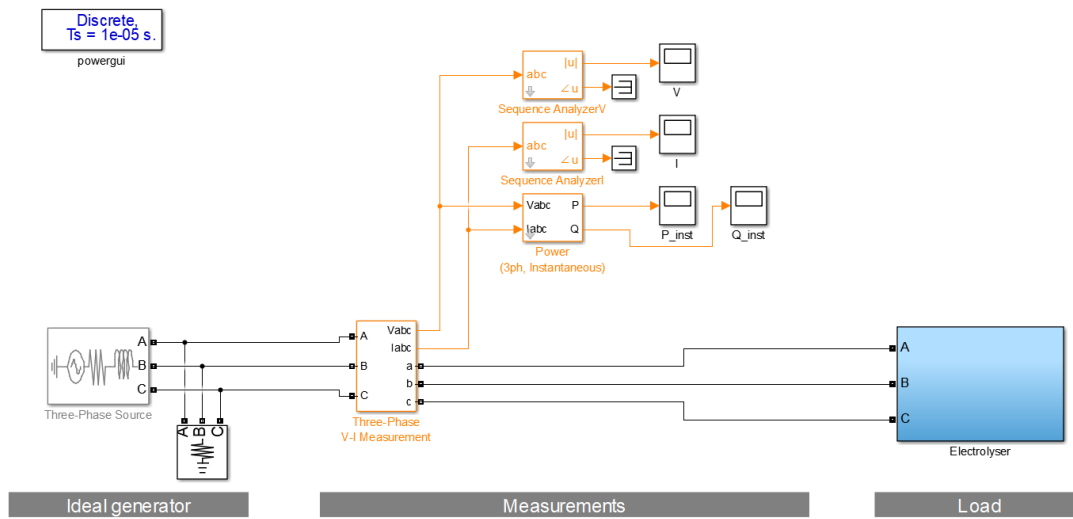 Discrete,
Ts = 1e-05 s.
powergui
abc
|u|
∠u
Sequence AnalyzerV
V
abc
|u|
∠u
Sequence AnalyzerI
I
Vabc
P
Iabc
Q
Power
(3ph, Instantaneous)
P_inst
Q_inst
A
B
C
Three-Phase Source
A
B
C
A
B
C
Vabc
Iabc
a
b
c
Three-Phase
V-I Measurement
A
B
C
Electrolyser
Ideal generator
Measurements
Load